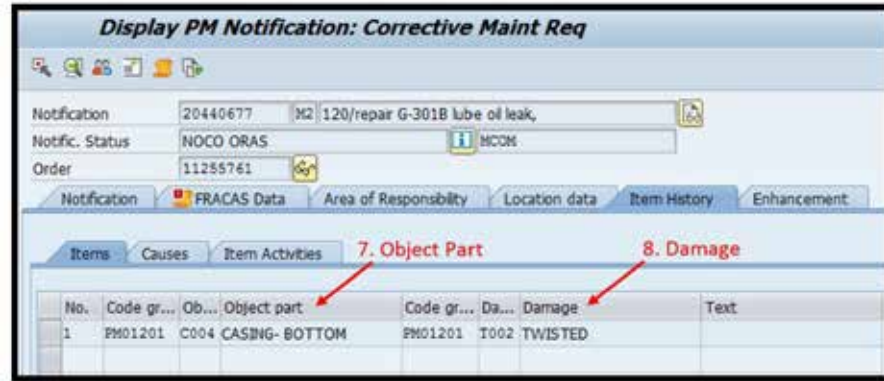 Display PM Notification: Corrective Maint Req
Notification 20440677 M2 120/repair G-301B lube oil leak,
Notific. Status NOCO ORAS MCOM
Order 11255761
Notification FRACAS Data Area of Responsibility Location data Item History Enhancement
Items Causes Item Activities 7. Object Part 8. Damage
No. Code gr... Ob... Object part Code gr... Da... Damage Text
1 PM01201 C004 CASING- BOTTOM PM01201 T002 TWISTED